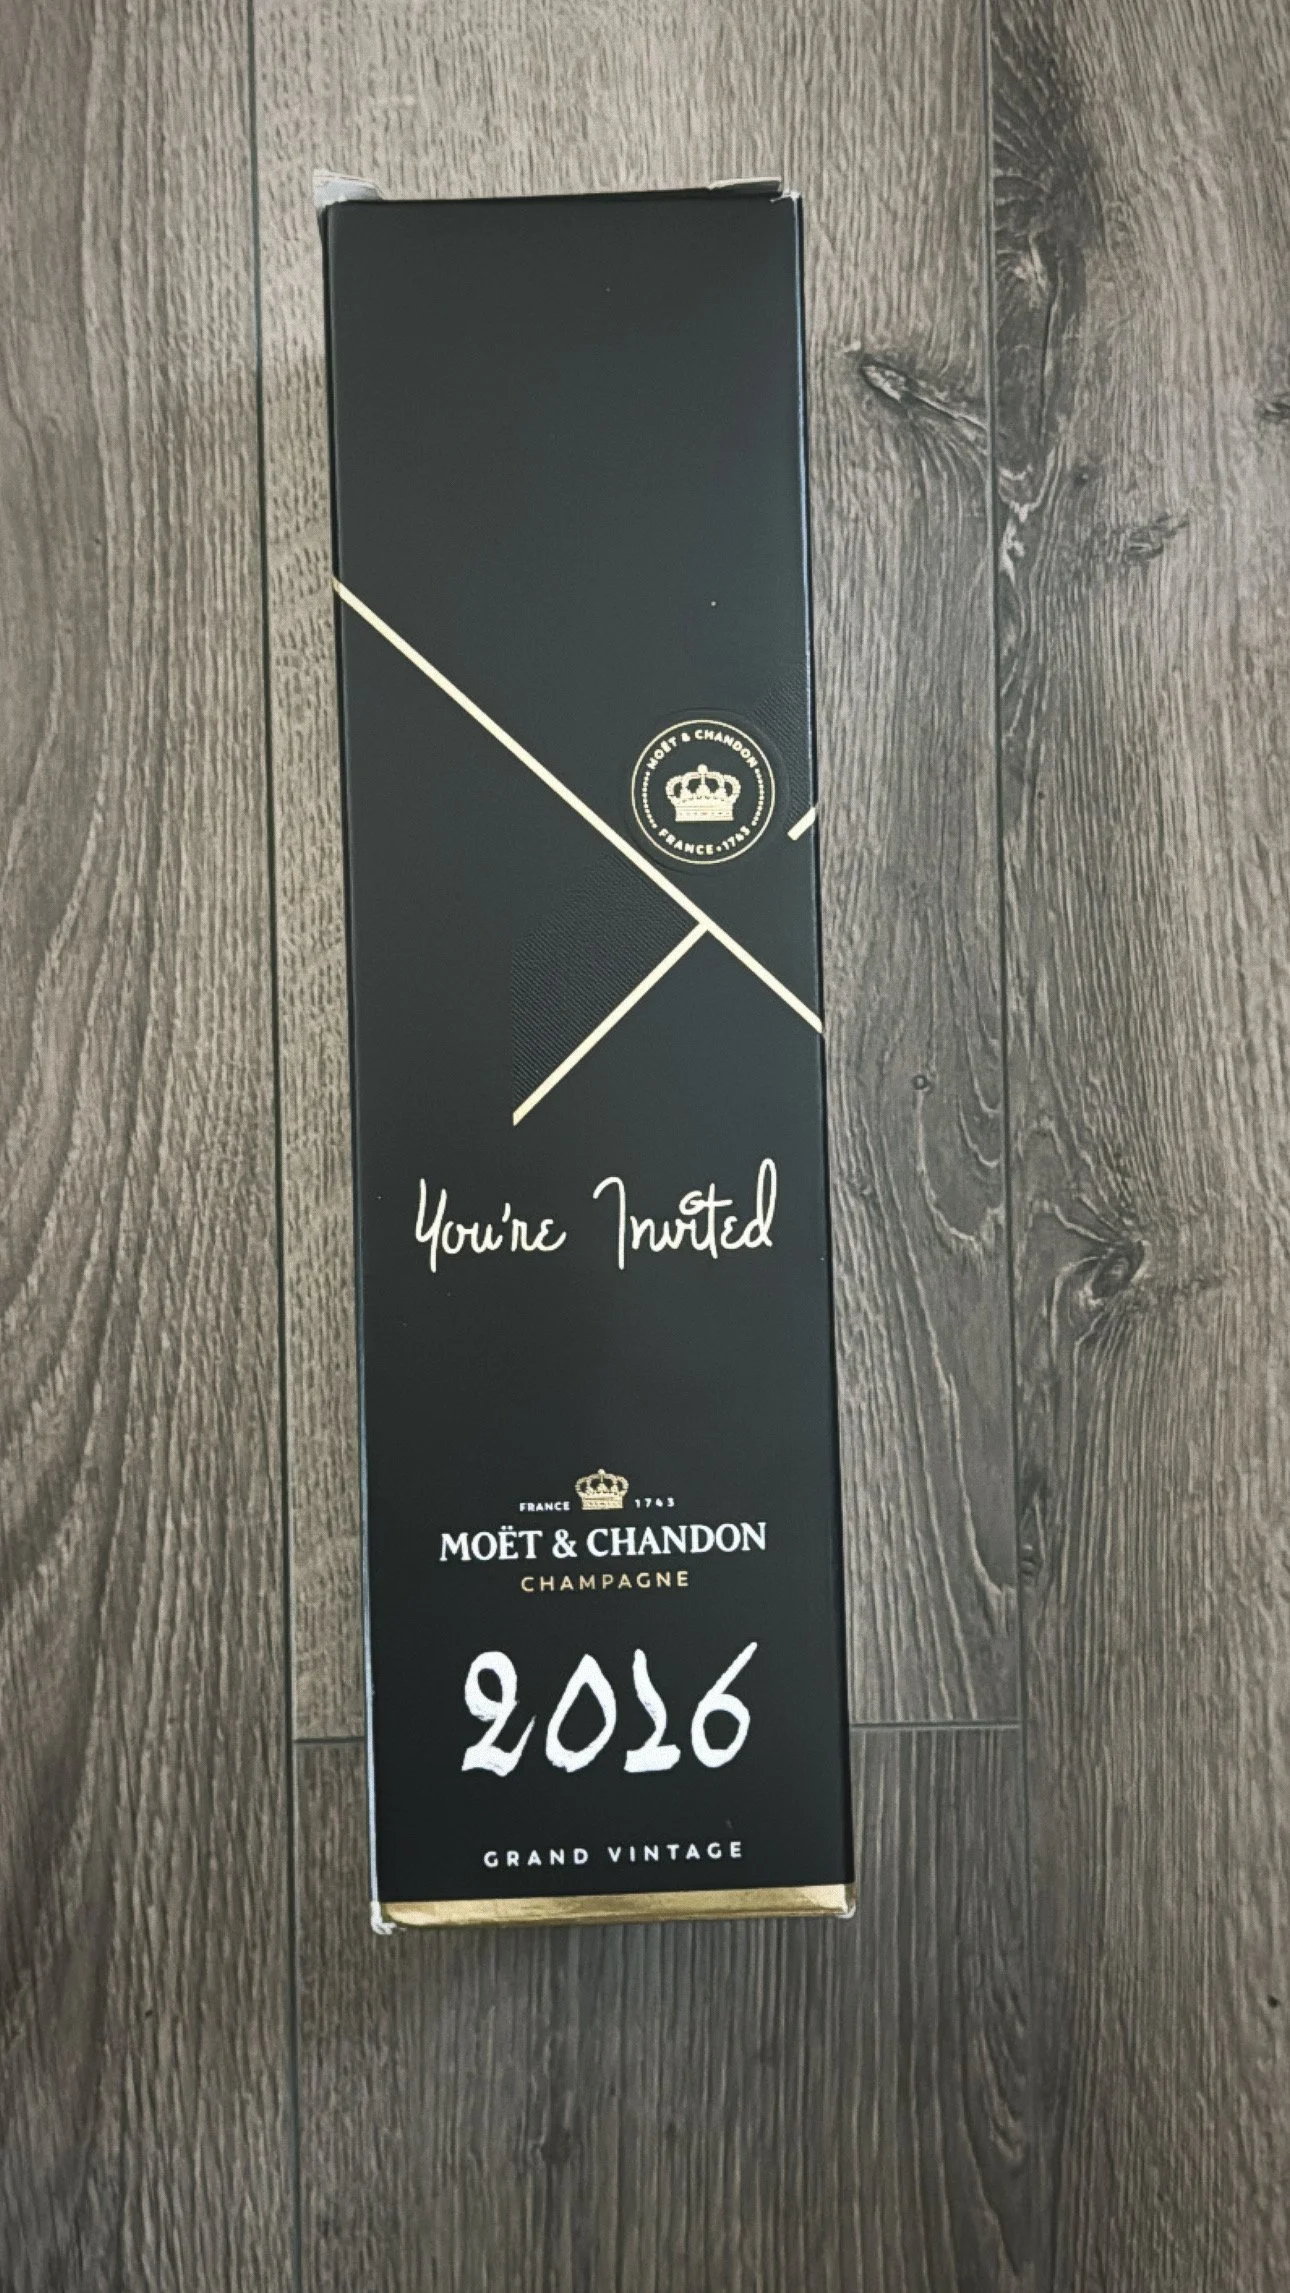 MOËT & CHANDON
FRANCE • 1743
You're Invited
FRANCE 1743
MOËT & CHANDON
CHAMPAGNE
2016
GRAND VINTAGE